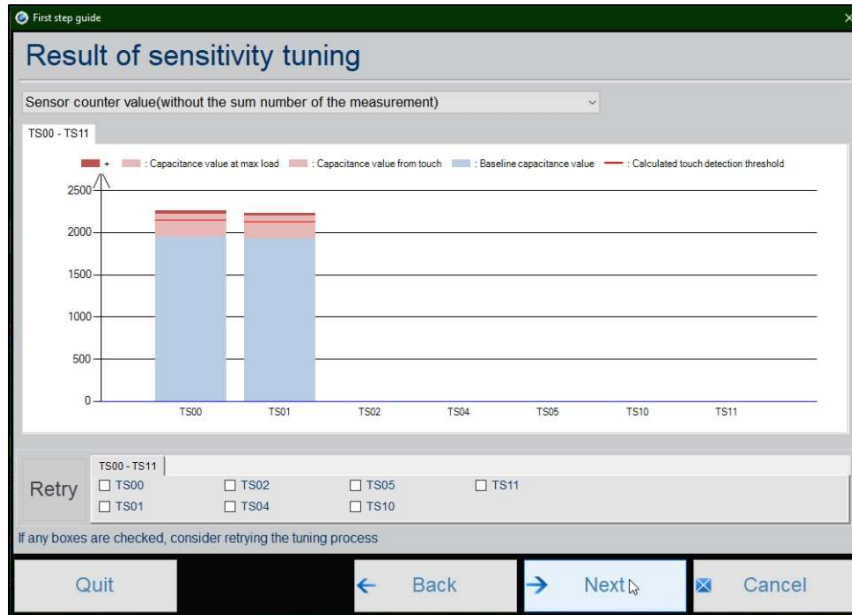 First step guide
Result of sensitivity tuning
Sensor counter value(without the sum number of the measurement)
TS00 - TS11
+ : Capacitance value at max load : Capacitance value from touch : Baseline capacitance value : Calculated touch detection threshold
2500
2000
1500
1000
500
0
TS00 TS01 TS02 TS04 TS05 TS10 TS11
TS00 - TS11
Retry
TS00 TS02 TS05 TS11
TS01 TS04 TS10
If any boxes are checked, consider retrying the tuning process
Quit Back Next Cancel